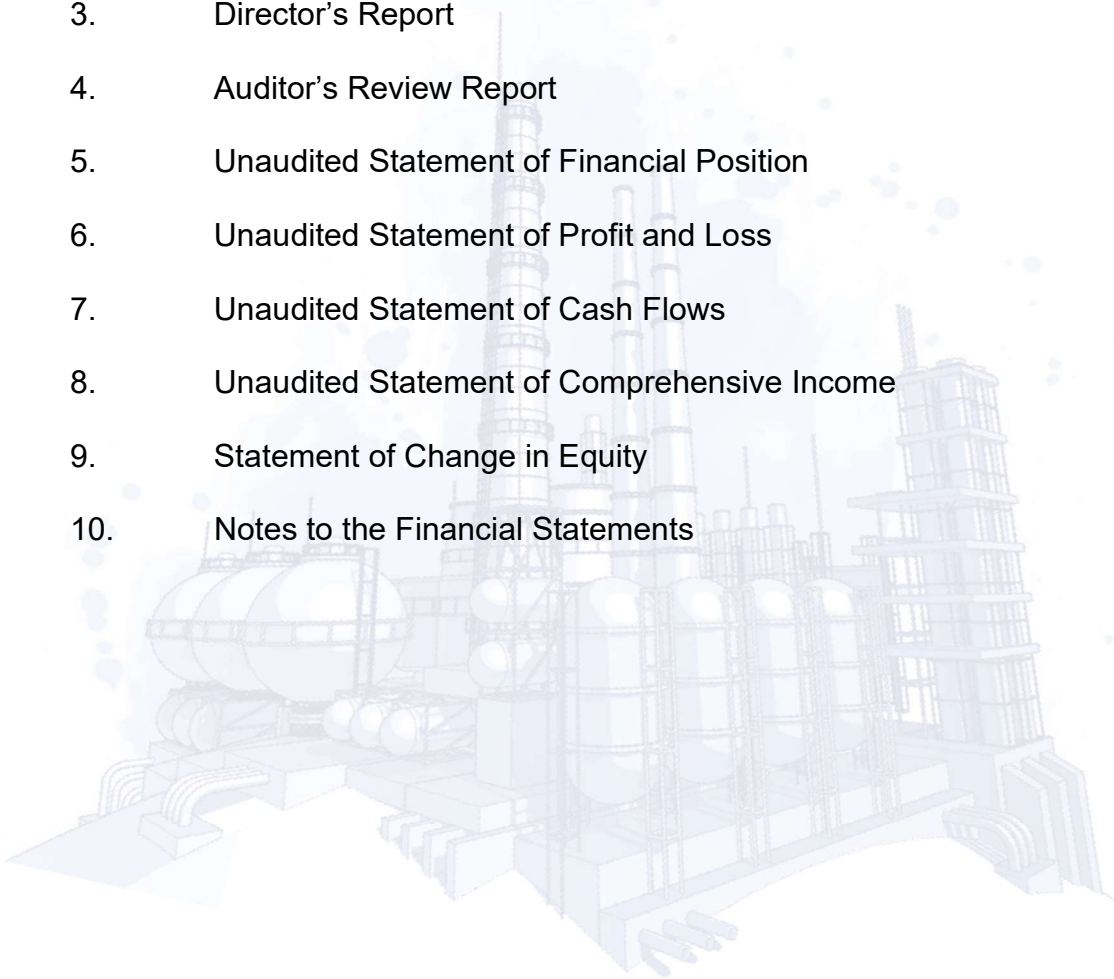 3. Director’s Report
4. Auditor’s Review Report
5. Unaudited Statement of Financial Position
6. Unaudited Statement of Profit and Loss
7. Unaudited Statement of Cash Flows
8. Unaudited Statement of Comprehensive Income
9. Statement of Change in Equity
10. Notes to the Financial Statements